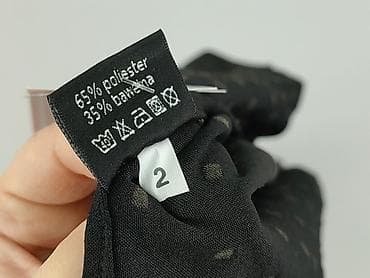 65% poliester
35% bawełna
2